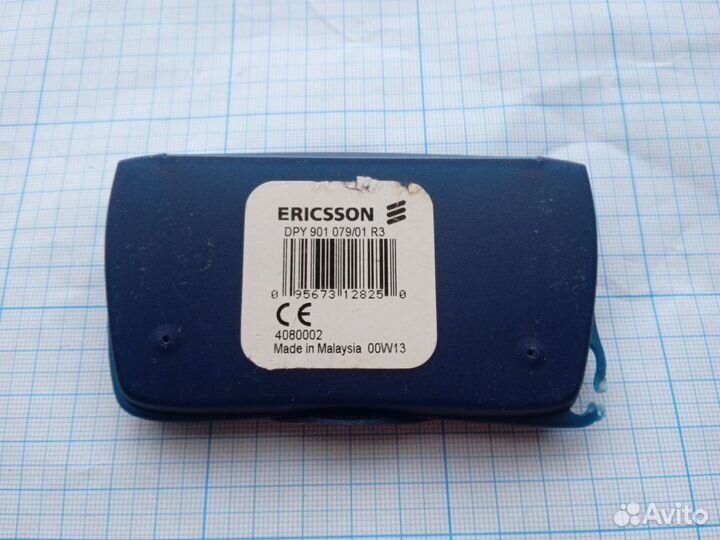 ERICSSON
DPY 901 079/01 R3
0 95673 12825 0
CE
4080002
Made in Malaysia 00W13
Avito